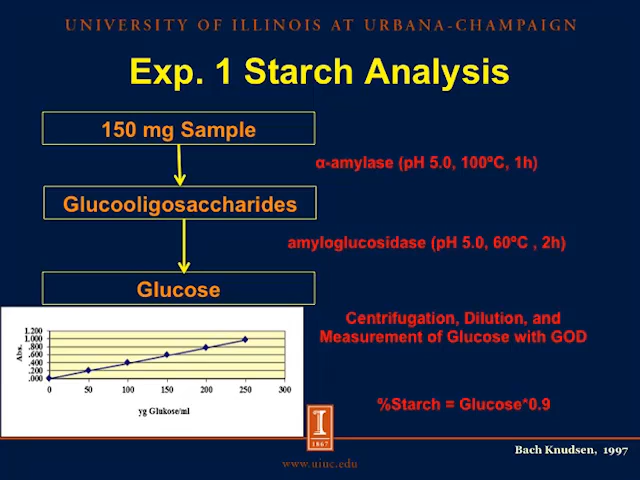 UNIVERSITY OF ILLINOIS AT URBANA-CHAMPAIGN
Exp. 1 Starch Analysis
150 mg Sample
α-amylase (pH 5.0, 100ºC, 1h)
Glucooligosaccharides
amyloglucosidase (pH 5.0, 60ºC , 2h)
Glucose
Centrifugation, Dilution, and
Measurement of Glucose with GOD
Abs.
1.200
1.000
.800
.600
.400
.200
.000
0 50 100 150 200 250 300
yg Glukose/ml
%Starch = Glucose*0.9
I
1867
Bach Knudsen, 1997
www.uiuc.edu